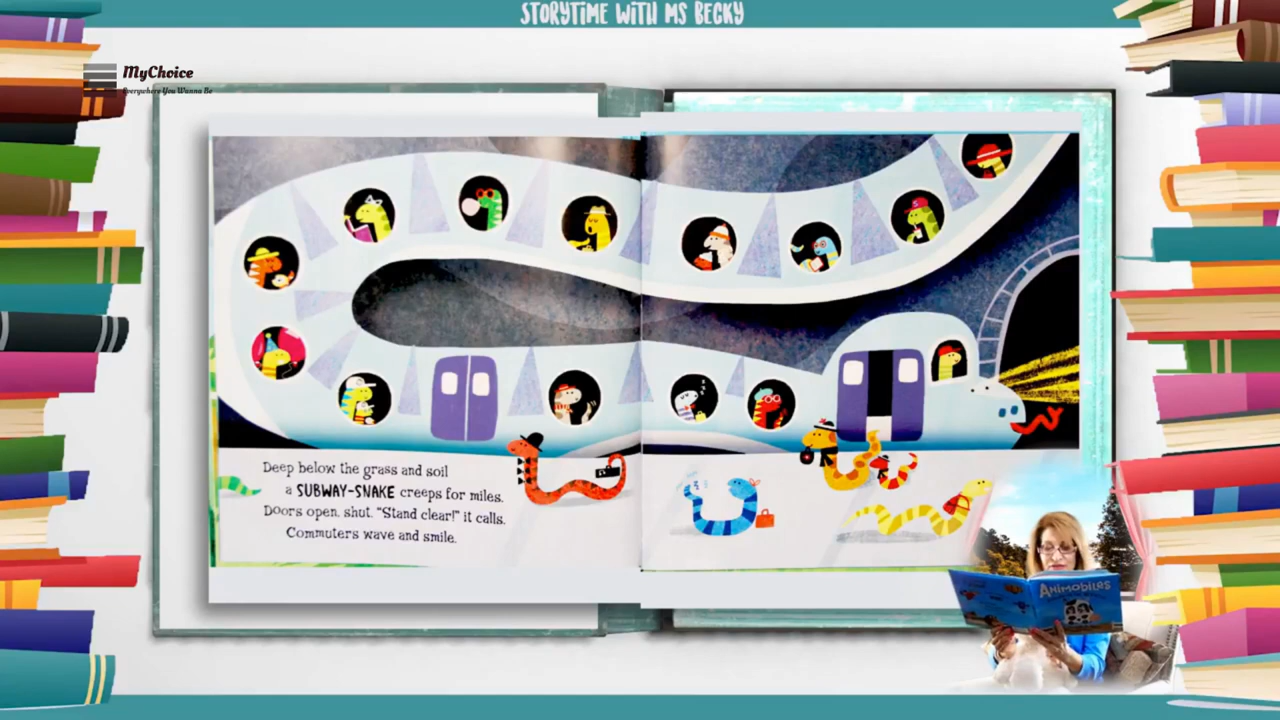 STORYTIME WITH MS BECKY
MyChoice
Everywhere You Wanna Be
Deep below the grass and soil
a SUBWAY-SNAKE creeps for miles.
Doors open, shut. "Stand clear!" it calls.
Commuters wave and smile.
ANIMOBILES